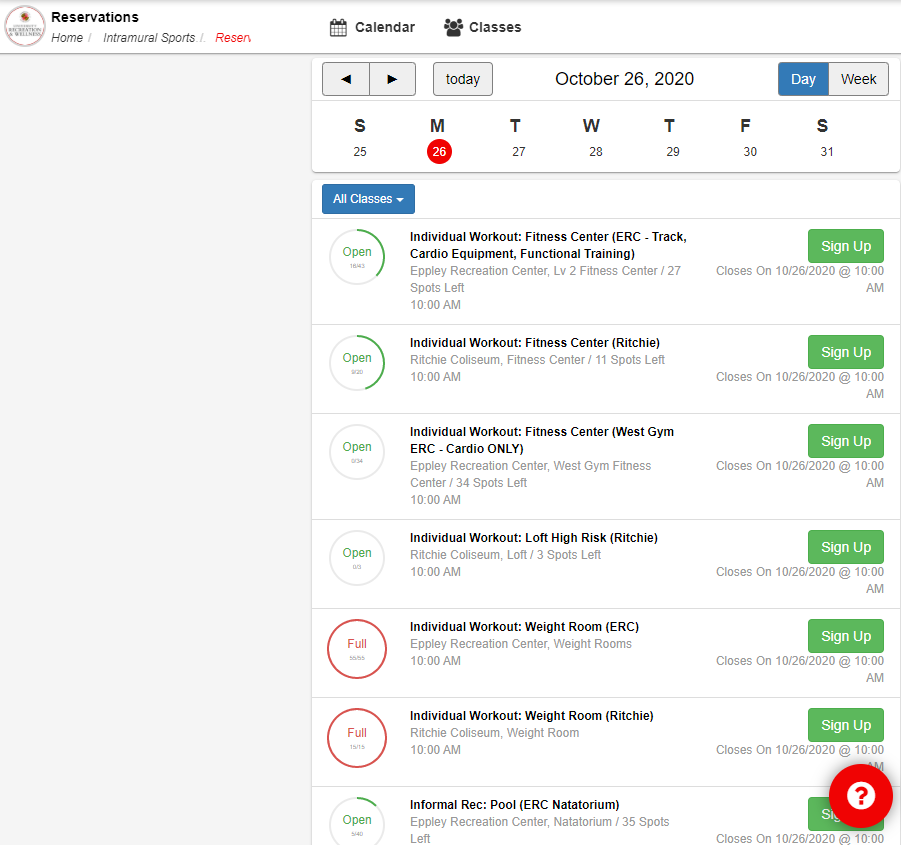 Reservations
Home / Intramural Sports /
Calendar
Classes
RECREATION
& WELLNESS
◀ ▶ today October 26, 2020 Day Week
S M T W T F S
25 26 27 28 29 30 31
All Classes
Open
16/43
Individual Workout: Fitness Center (ERC - Track,
Cardio Equipment, Functional Training)
Eppley Recreation Center, Lv 2 Fitness Center / 27
Spots Left
10:00 AM
Sign Up
Closes On 10/26/2020 @ 10:00
AM
Open
9/20
Individual Workout: Fitness Center (Ritchie)
Ritchie Coliseum, Fitness Center / 11 Spots Left
10:00 AM
Sign Up
Closes On 10/26/2020 @ 10:00
AM
Open
0/34
Individual Workout: Fitness Center (West Gym
ERC - Cardio ONLY)
Eppley Recreation Center, West Gym Fitness
Center / 34 Spots Left
10:00 AM
Sign Up
Closes On 10/26/2020 @ 10:00
AM
Open
0/3
Individual Workout: Loft High Risk (Ritchie)
Ritchie Coliseum, Loft / 3 Spots Left
10:00 AM
Sign Up
Closes On 10/26/2020 @ 10:00
AM
Full
55/55
Individual Workout: Weight Room (ERC)
Eppley Recreation Center, Weight Rooms
10:00 AM
Sign Up
Closes On 10/26/2020 @ 10:00
AM
Full
15/15
Individual Workout: Weight Room (Ritchie)
Ritchie Coliseum, Weight Room
10:00 AM
Sign Up
Closes On 10/26/2020 @ 10:00
AM
Open
5/40
Informal Rec: Pool (ERC Natatorium)
Eppley Recreation Center, Natatorium / 35 Spots
Left
Closes On 10/26/2020 @ 10:00
?